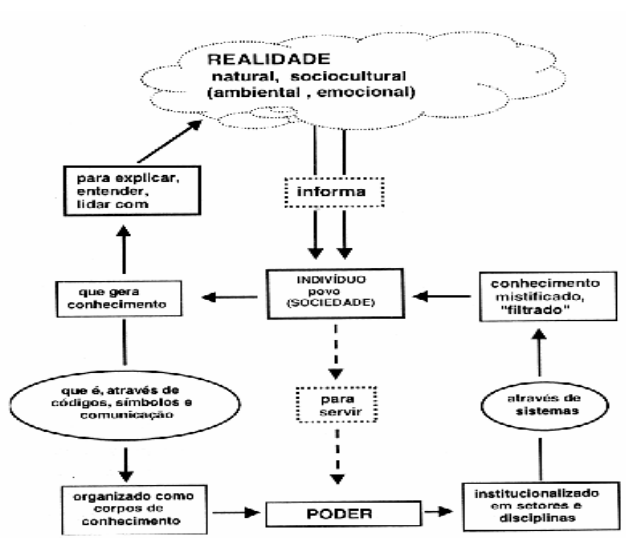 REALIDADE
natural, sociocultural
(ambiental , emocional)
para explicar,
entender,
lidar com
informa
que gera
conhecimento
INDIVÍDUO
povo
(SOCIEDADE)
conhecimento
mistificado,
"filtrado"
que é, através de
códigos, símbolos e
comunicação
para
servir
através de
sistemas
organizado como
corpos de
conhecimento
PODER
institucionalizado
em setores e
disciplinas